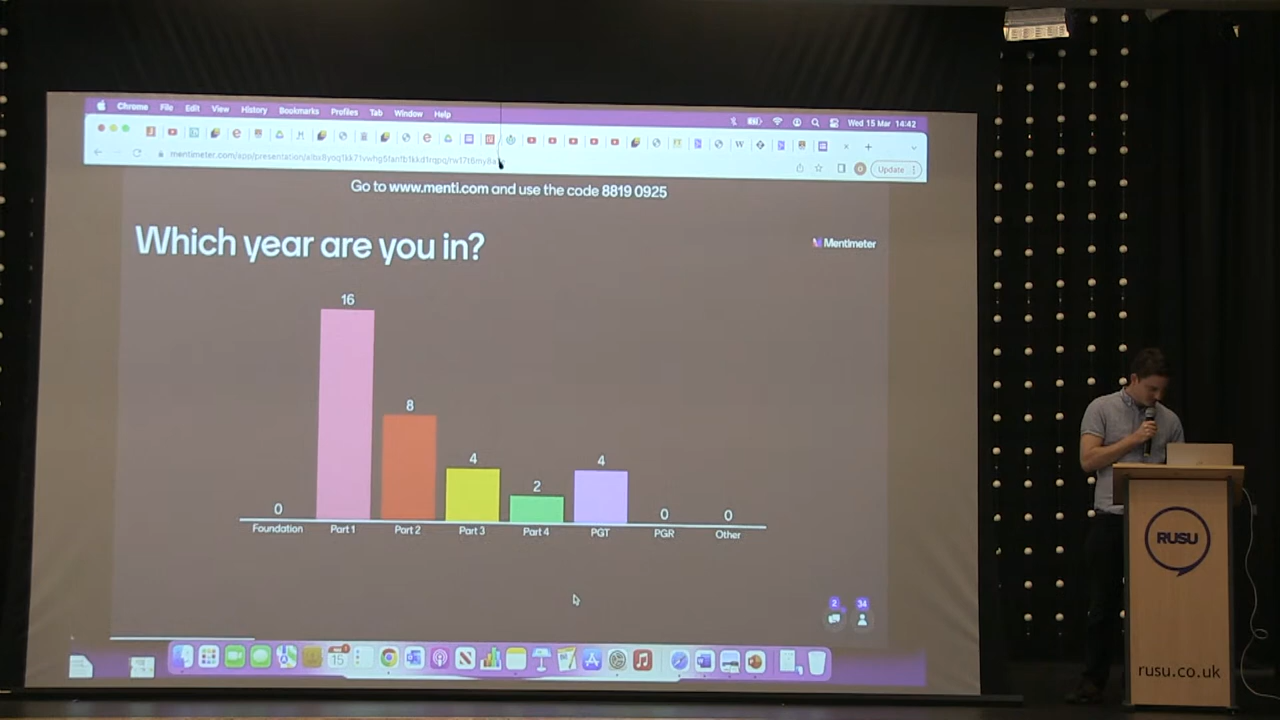 Chrome File Edit View History Bookmarks Profiles Tab Window Help
Wed 15 Mar 14:42
Update
Go to www.menti.com and use the code 8819 0925
Which year are you in?
Mentimeter
16
8
4
4
2
0
0
0
Foundation Part 1 Part 2 Part 3 Part 4 PGT PGR Other
2 34
15
RUSU
rusu.co.uk